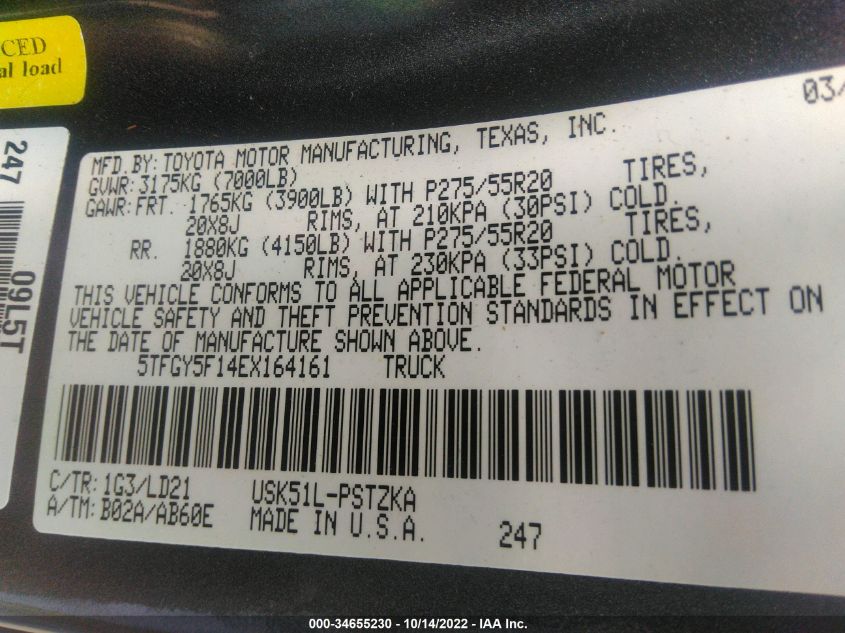 CED
al load
247
09L5T
03/
MFD. BY: TOYOTA MOTOR MANUFACTURING, TEXAS, INC.
GVWR: 3175KG (7000LB)
GAWR: FRT. 1765KG (3900LB) WITH P275/55R20 TIRES,
20X8J RIMS, AT 210KPA (30PSI) COLD.
RR. 1880KG (4150LB) WITH P275/55R20 TIRES,
20X8J RIMS, AT 230KPA (33PSI) COLD.
THIS VEHICLE CONFORMS TO ALL APPLICABLE FEDERAL MOTOR
VEHICLE SAFETY AND THEFT PREVENTION STANDARDS IN EFFECT ON
THE DATE OF MANUFACTURE SHOWN ABOVE.
5TFGY5F14EX164161 TRUCK
C/TR: 1G3/LD21 USK51L-PSTZKA
A/TM: B02A/AB60E MADE IN U.S.A. 247
000-34655230 - 10/14/2022 - IAA Inc.